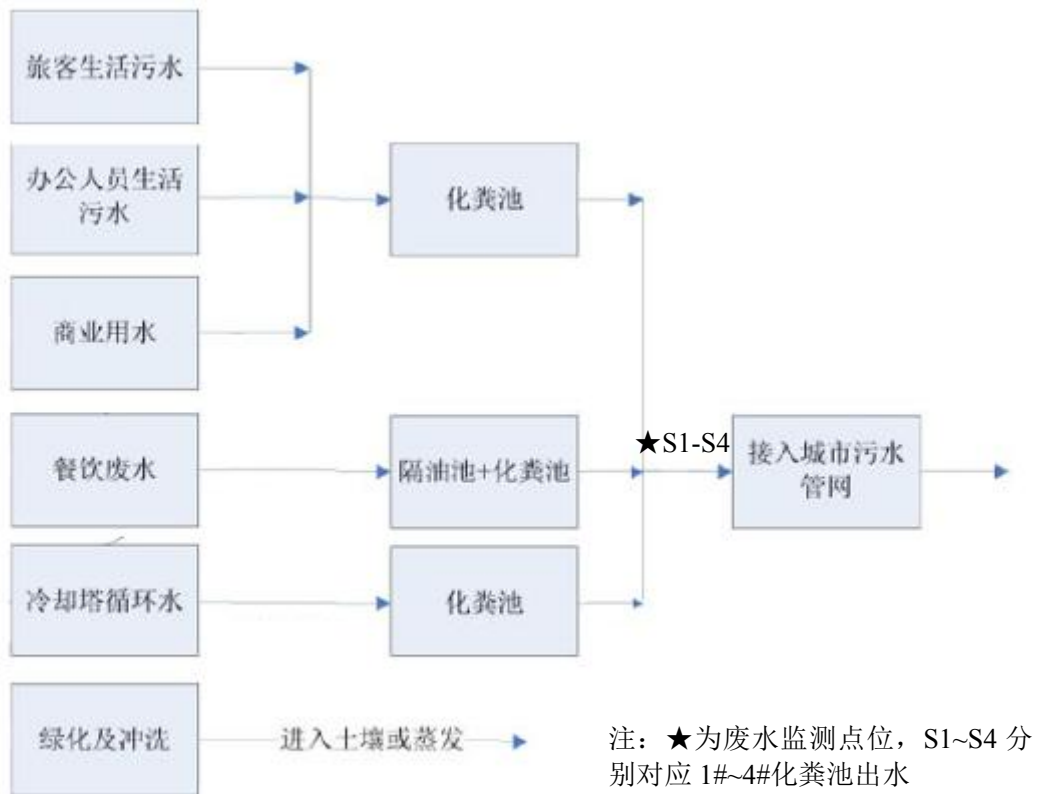 旅客生活污水
办公人员生活
污水
化粪池
商业用水
餐饮废水
隔油池+化粪池
★S1-S4
接入城市污水
管网
冷却塔循环水
化粪池
绿化及冲洗
进入土壤或蒸发
注：★为废水监测点位，S1~S4 分
别对应 1#~4#化粪池出水